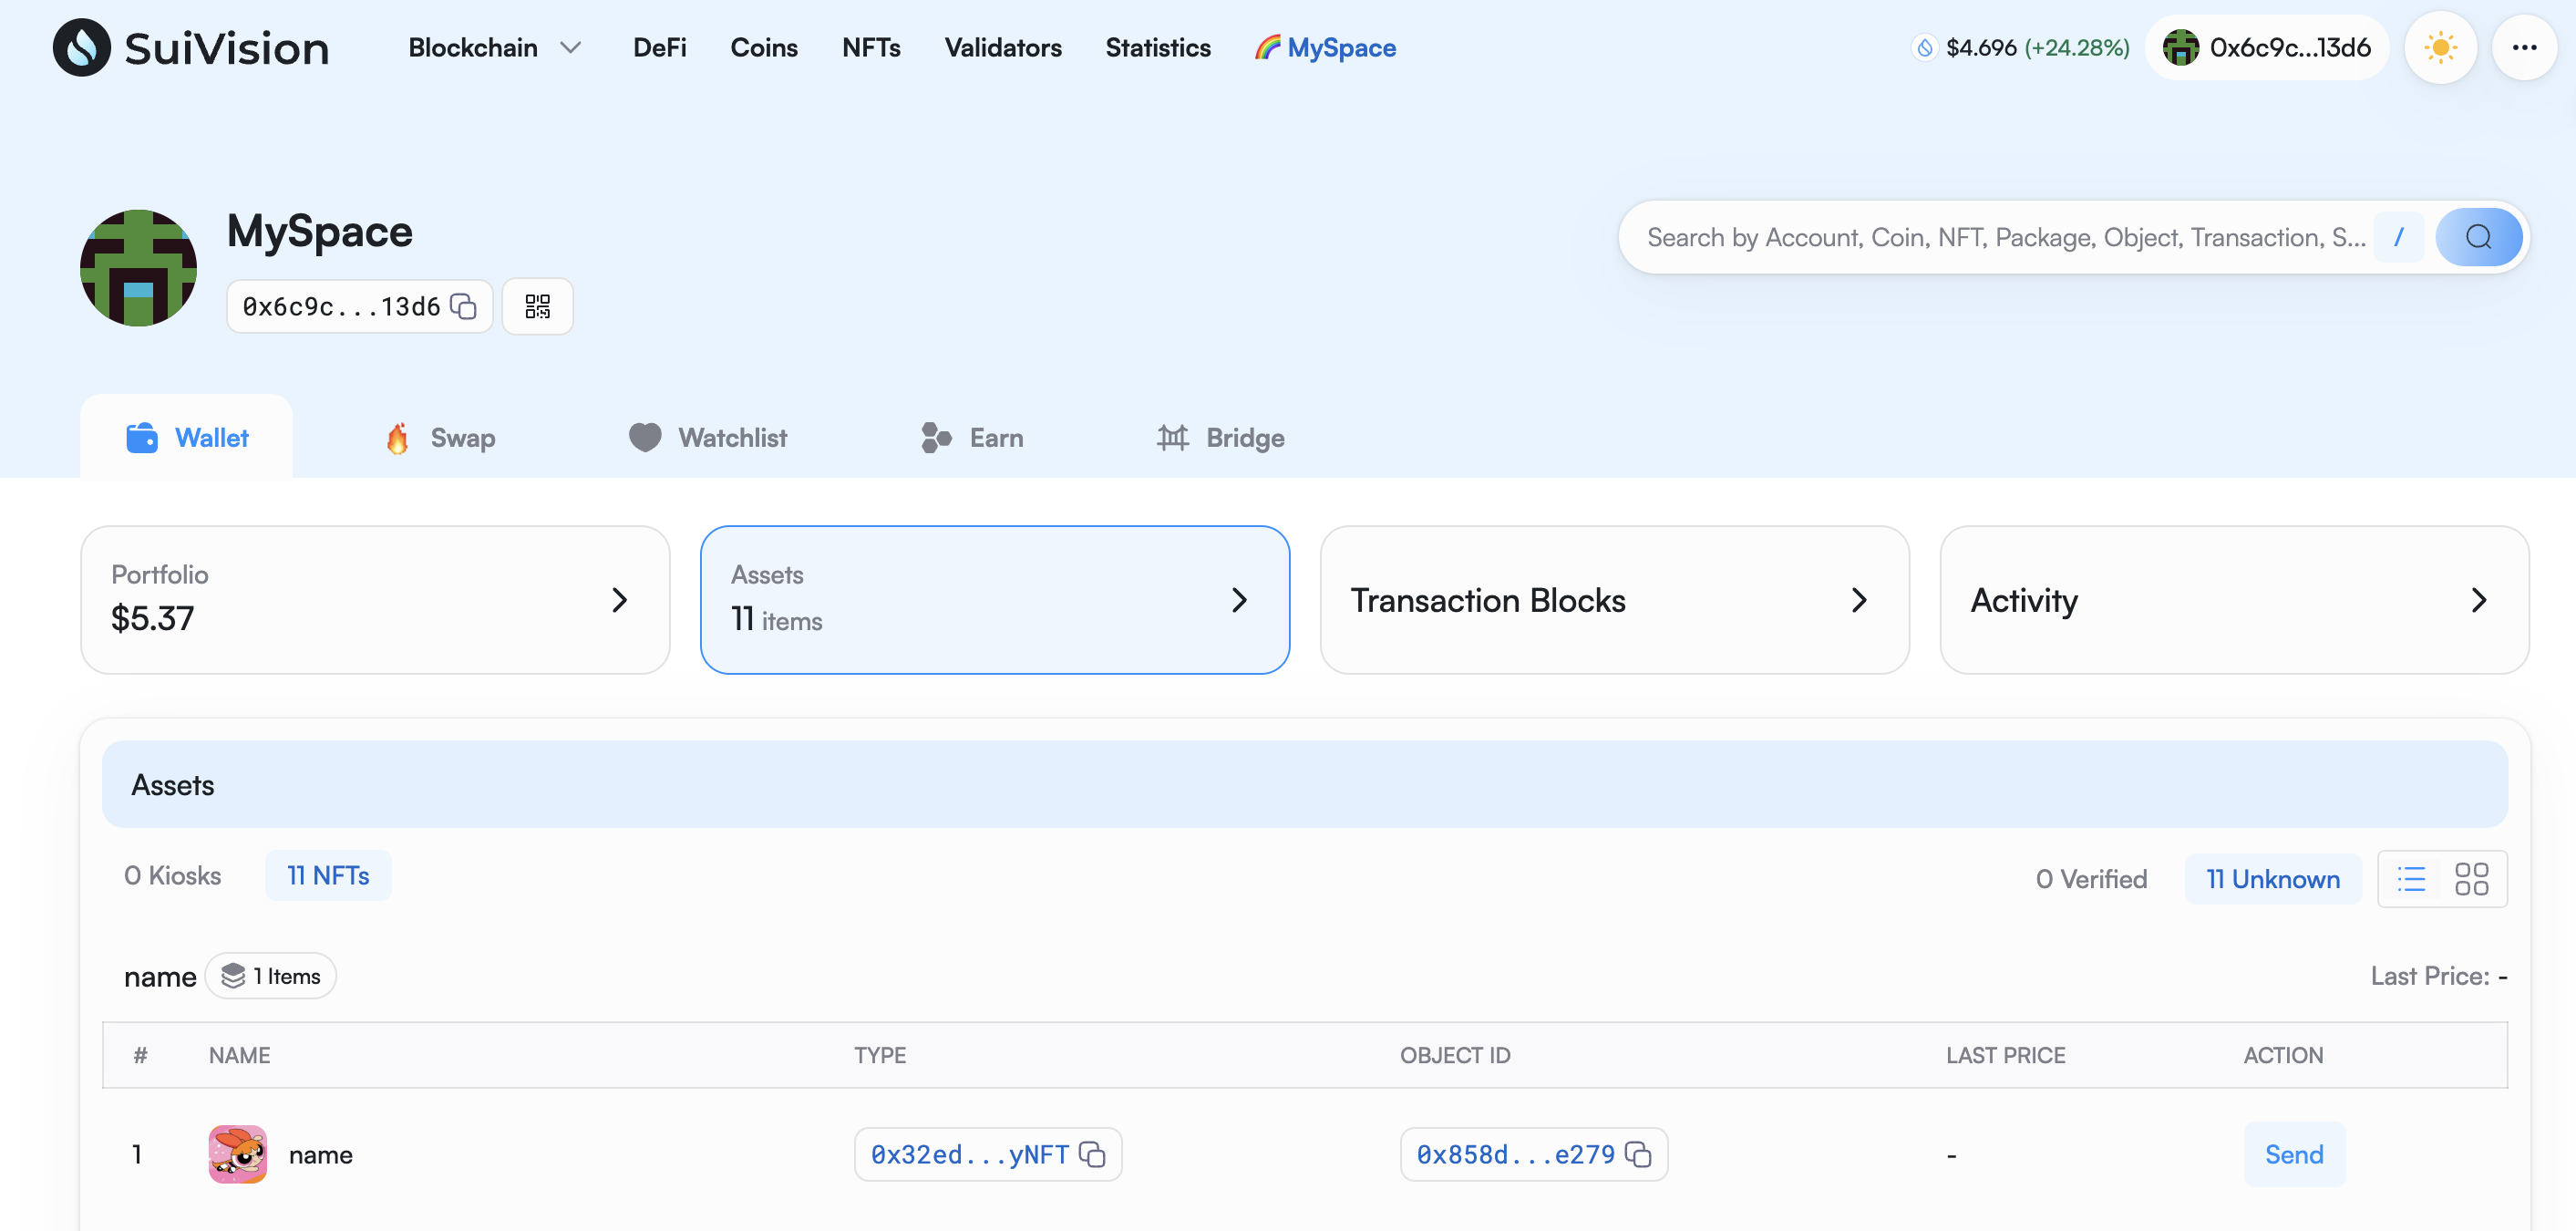 SuiVision Blockchain DeFi Coins NFTs Validators Statistics MySpace $4.696 (+24.28%) 0x6c9c...13d6
MySpace
Search by Account, Coin, NFT, Package, Object, Transaction, S... /
0x6c9c...13d6
Wallet Swap Watchlist Earn Bridge
Portfolio
$5.37
Assets
11 items
Transaction Blocks
Activity
Assets
0 Kiosks 11 NFTs 0 Verified 11 Unknown
name 1 Items Last Price: -
# NAME TYPE OBJECT ID LAST PRICE ACTION
1 name 0x32ed...yNFT 0x858d...e279 - Send